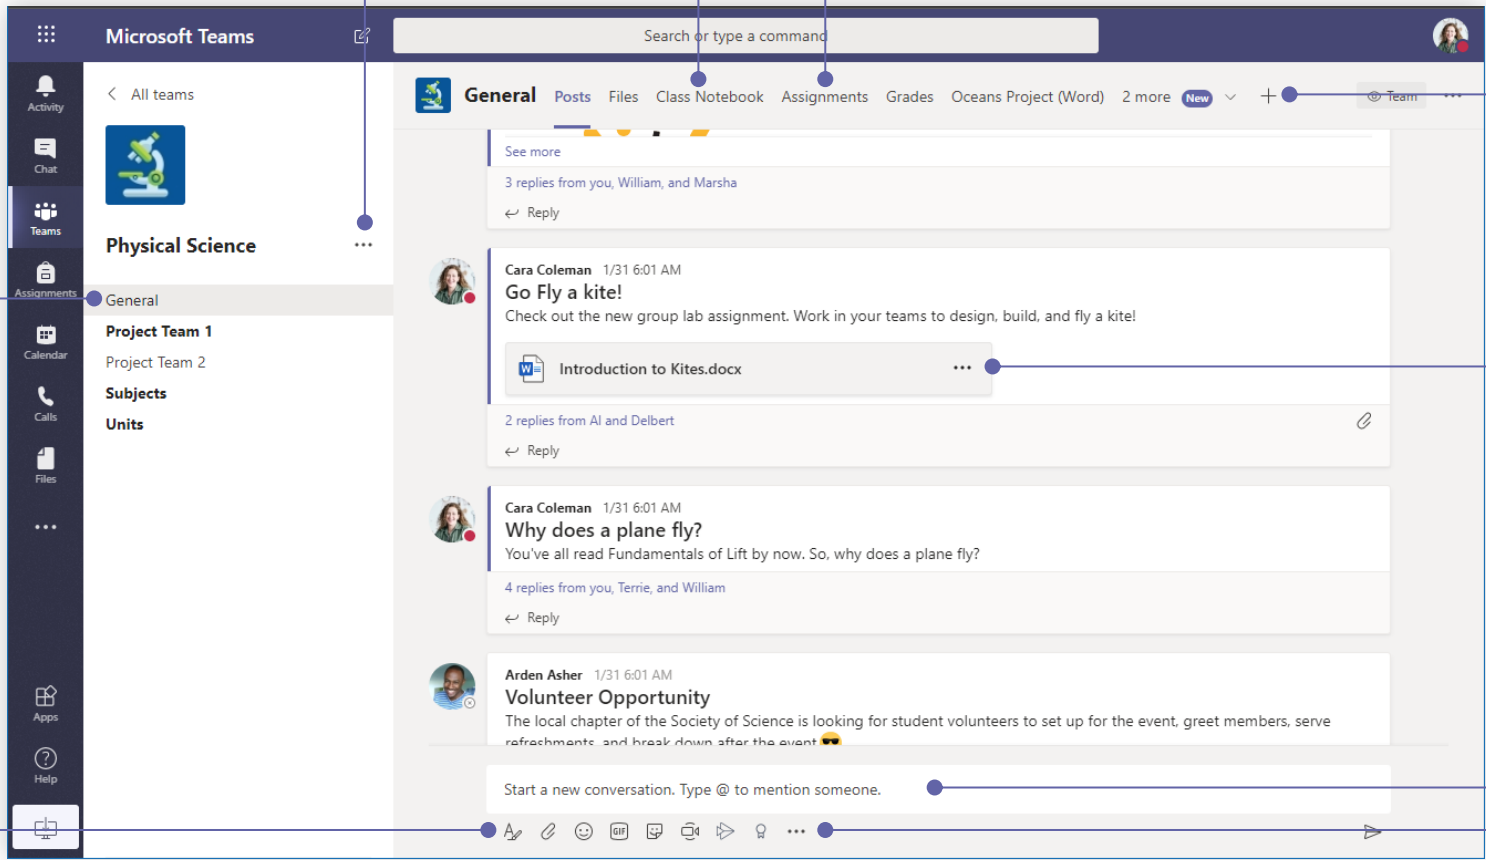 Microsoft Teams
Search or type a command
Activity
Chat
Teams
Assignments
Calendar
Calls
Files
Apps
Help
All teams
Physical Science
General
Project Team 1
Project Team 2
Subjects
Units
General Posts Files Class Notebook Assignments Grades Oceans Project (Word) 2 more New Team
See more
3 replies from you, William, and Marsha
Reply
Cara Coleman 1/31 6:01 AM
Go Fly a kite!
Check out the new group lab assignment. Work in your teams to design, build, and fly a kite!
Introduction to Kites.docx
2 replies from Al and Delbert
Reply
Cara Coleman 1/31 6:01 AM
Why does a plane fly?
You've all read Fundamentals of Lift by now. So, why does a plane fly?
4 replies from you, Terrie, and William
Reply
Arden Asher 1/31 6:01 AM
Volunteer Opportunity
The local chapter of the Society of Science is looking for student volunteers to set up for the event, greet members, serve
refreshments, and break down after the event
Start a new conversation. Type @ to mention someone.
GIF